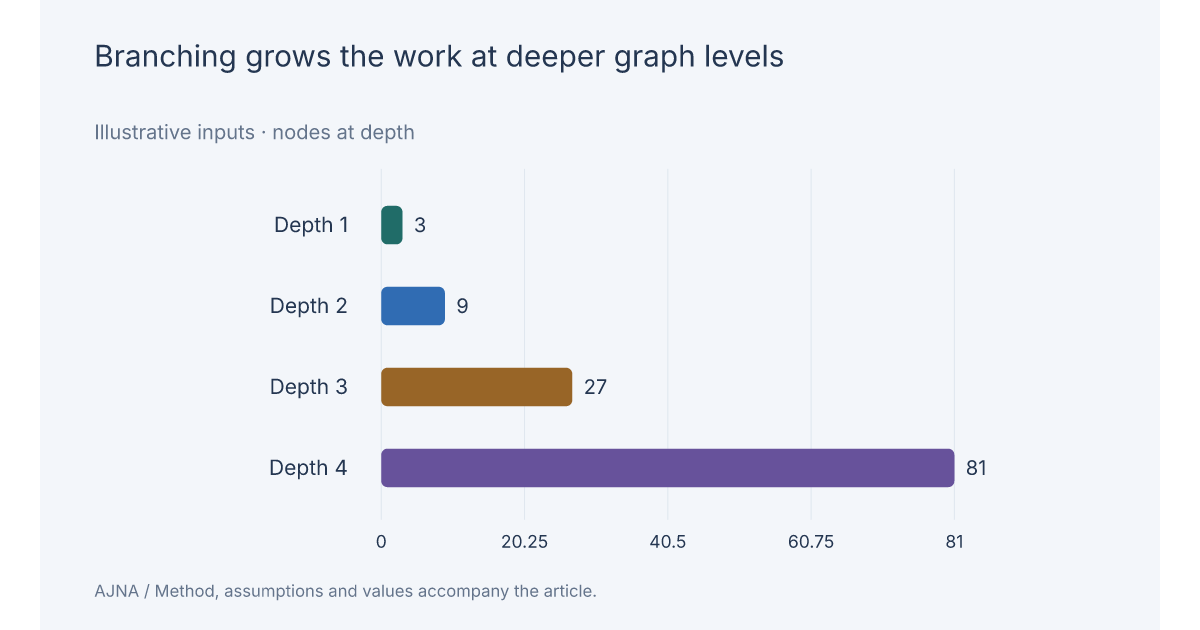 Branching grows the work at deeper graph levels
Illustrative inputs · nodes at depth
Depth 1 3
Depth 2 9
Depth 3 27
Depth 4 81
0 20.25 40.5 60.75 81
AJNA / Method, assumptions and values accompany the article.